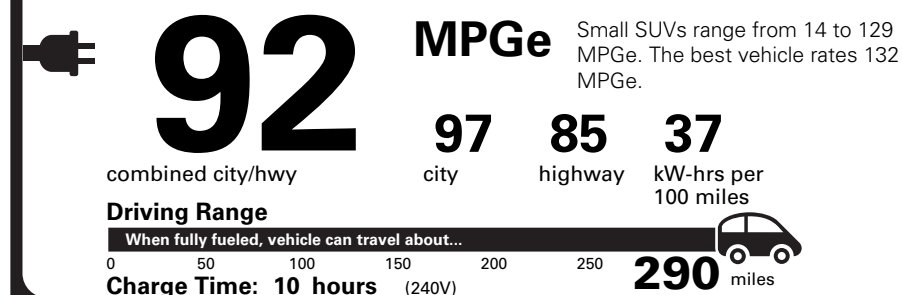 92
MPGe
Small SUVs range from 14 to 129
MPGe. The best vehicle rates 132
MPGe.
combined city/hwy
97
city
85
highway
37
kW-hrs per
100 miles
Driving Range
When fully fueled, vehicle can travel about...
0 50 100 150 200 250 290 miles
Charge Time: 10 hours (240V)